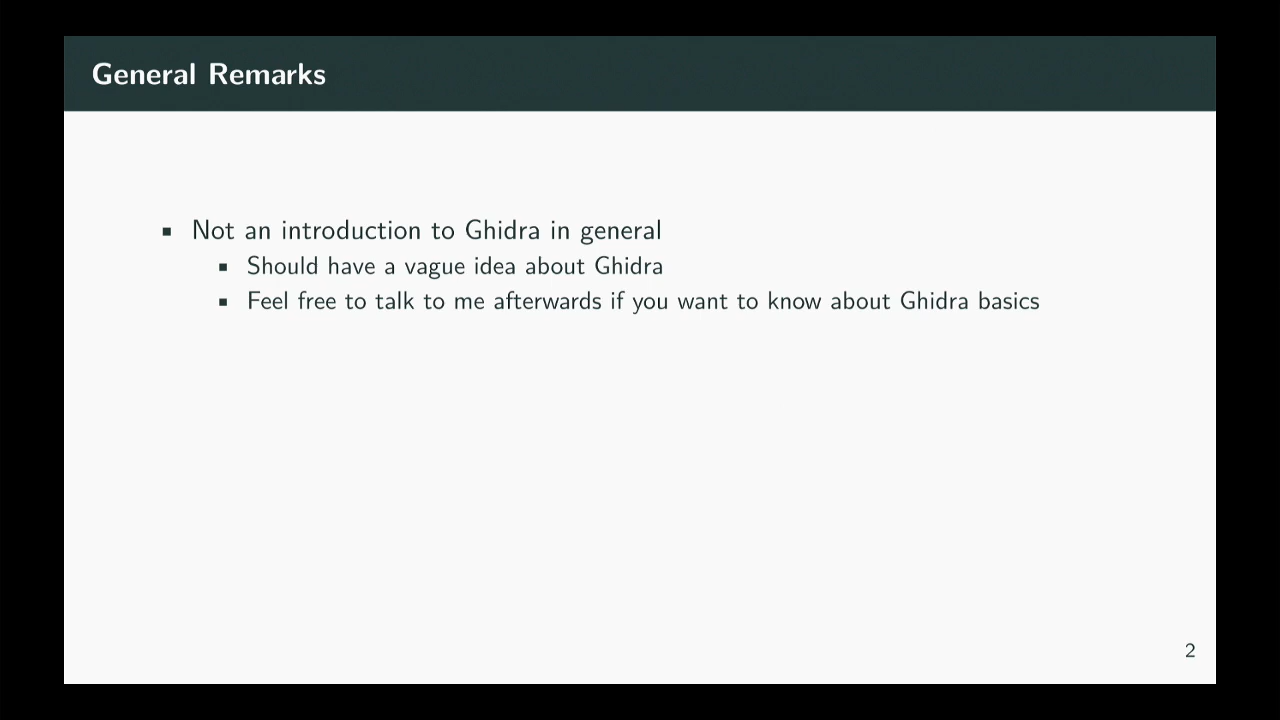 General Remarks
Not an introduction to Ghidra in general
Should have a vague idea about Ghidra
Feel free to talk to me afterwards if you want to know about Ghidra basics
2